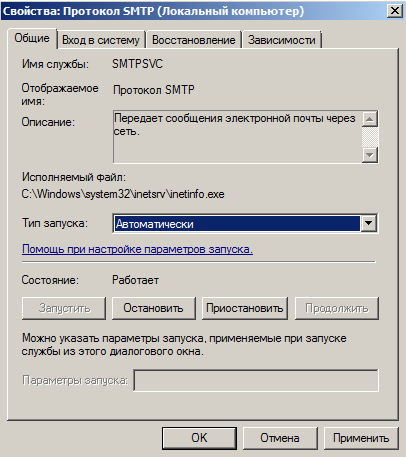 Свойства: Протокол SMTP (Локальный компьютер)
Общие Вход в систему Восстановление Зависимости
Имя службы: SMTPSVC
Отображаемое имя: Протокол SMTP
Описание: Передает сообщения электронной почты через сеть.
Исполняемый файл:
C:\Windows\system32\inetsrv\inetinfo.exe
Тип запуска: Автоматически
Помощь при настройке параметров запуска.
Состояние: Работает
Запустить Остановить Приостановить Продолжить
Можно указать параметры запуска, применяемые при запуске
службы из этого диалогового окна.
Параметры запуска:
OK Отмена Применить